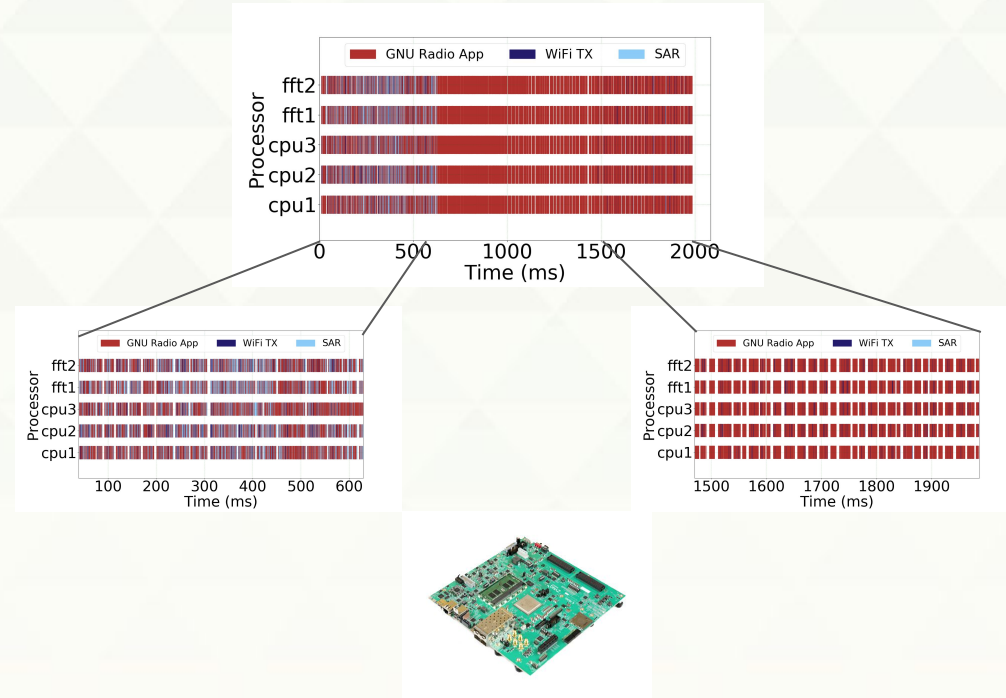 GNU Radio App WiFi TX SAR
fft2
fft1
cpu3
cpu2
cpu1
Processor
0 500 1000 1500 2000
Time (ms)
GNU Radio App WiFi TX SAR
fft2
fft1
cpu3
cpu2
cpu1
Processor
100 200 300 400 500 600
Time (ms)
GNU Radio App WiFi TX SAR
fft2
fft1
cpu3
cpu2
cpu1
Processor
1500 1600 1700 1800 1900
Time (ms)